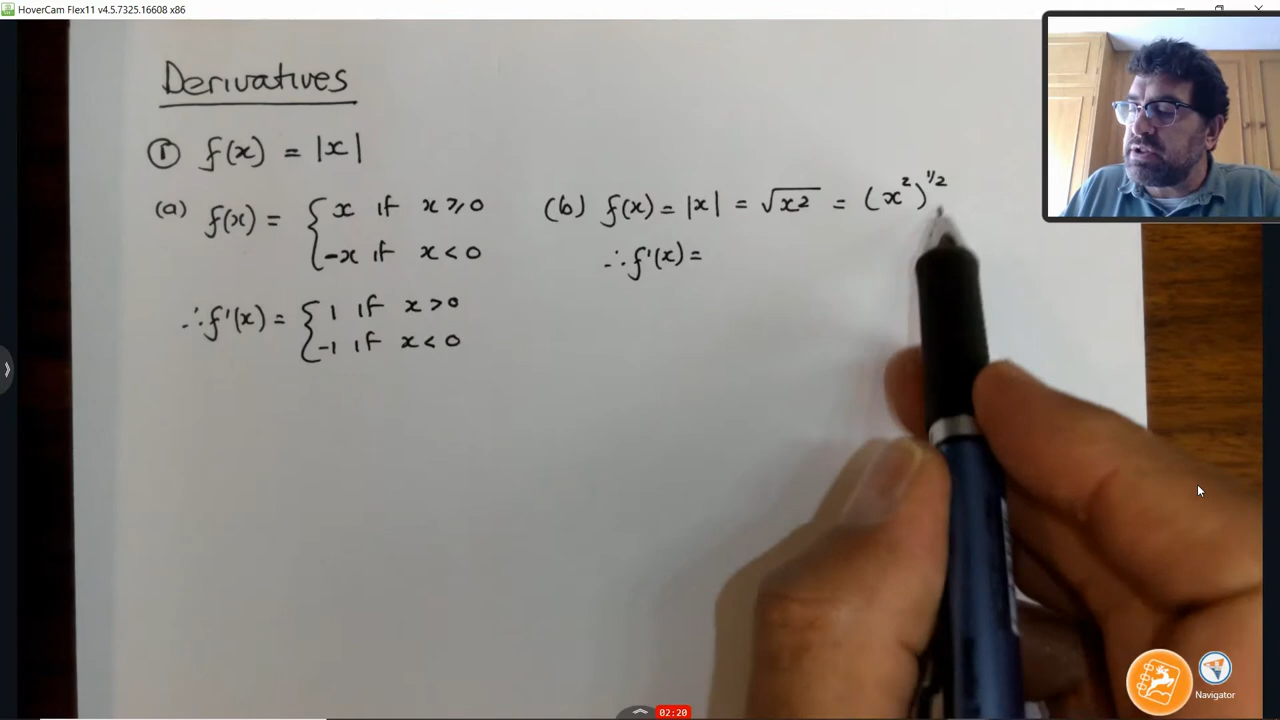 HoverCam Flex11 v4.5.7325.16608 x86
Derivatives
① f(x) = |x|
(a) f(x) = { x if x ≥ 0
-x if x < 0
∴ f'(x) = { 1 if x > 0
-1 if x < 0
(b) f(x) = |x| = √x² = (x²)^1/2
∴ f'(x) =
02:20
Navigator